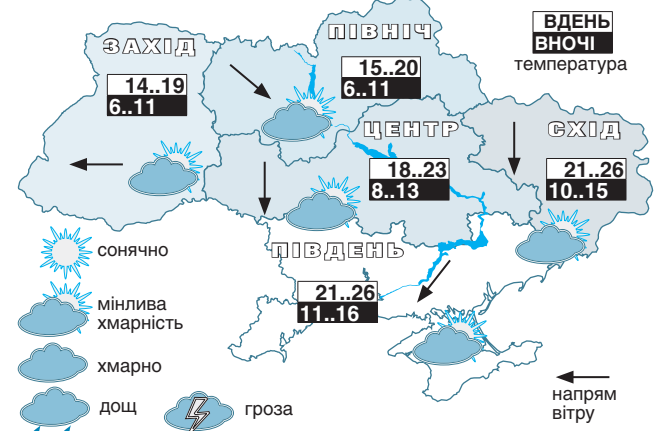 ЗАХІД
14..19
6..11
ПІВНІЧ
15..20
6..11
ВДЕНЬ
ВНОЧІ
температура
ЦЕНТР
18..23
8..13
СХІД
21..26
10..15
ПІВДЕНЬ
21..26
11..16
сонячно
мінлива
хмарність
хмарно
дощ
гроза
напрям
вітру